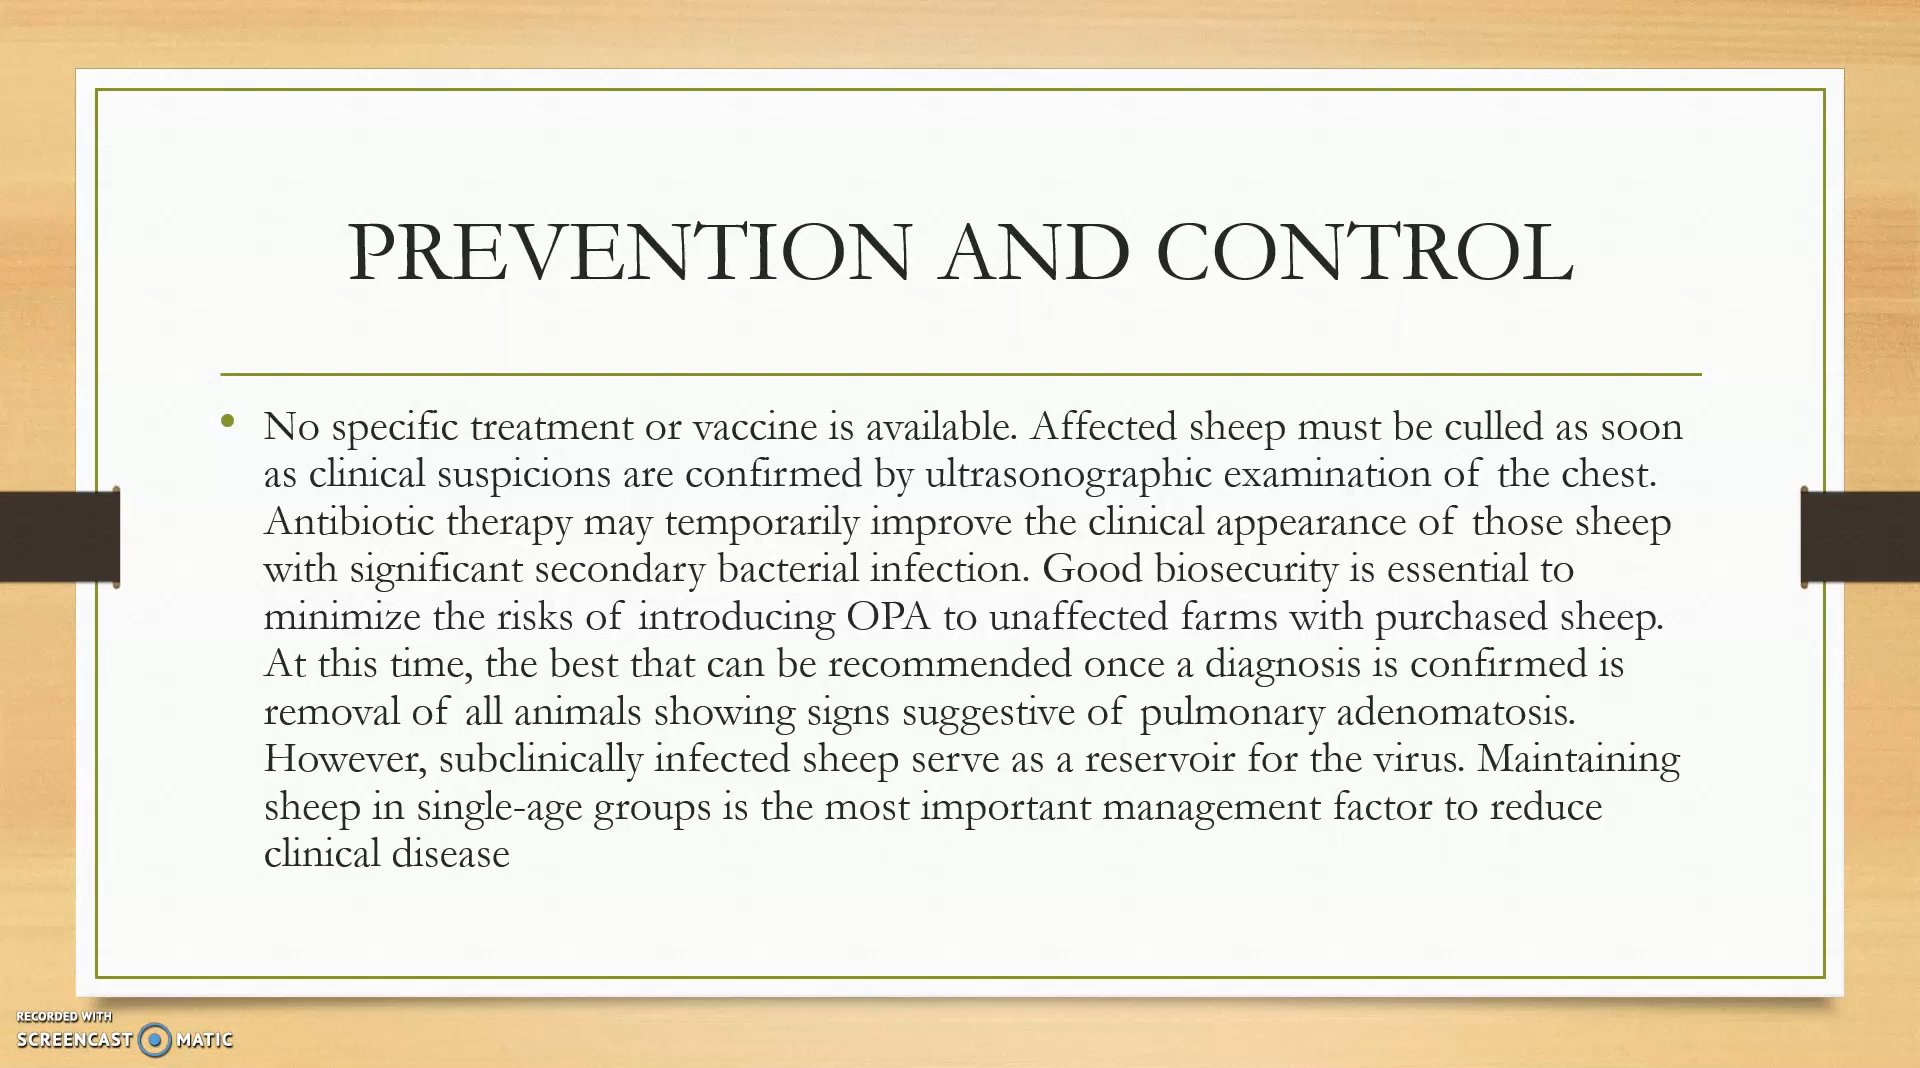 PREVENTION AND CONTROL
• No specific treatment or vaccine is available. Affected sheep must be culled as soon
as clinical suspicions are confirmed by ultrasonographic examination of the chest.
Antibiotic therapy may temporarily improve the clinical appearance of those sheep
with significant secondary bacterial infection. Good biosecurity is essential to
minimize the risks of introducing OPA to unaffected farms with purchased sheep.
At this time, the best that can be recommended once a diagnosis is confirmed is
removal of all animals showing signs suggestive of pulmonary adenomatosis.
However, subclinically infected sheep serve as a reservoir for the virus. Maintaining
sheep in single-age groups is the most important management factor to reduce
clinical disease
RECORDED WITH
SCREENCAST MATIC